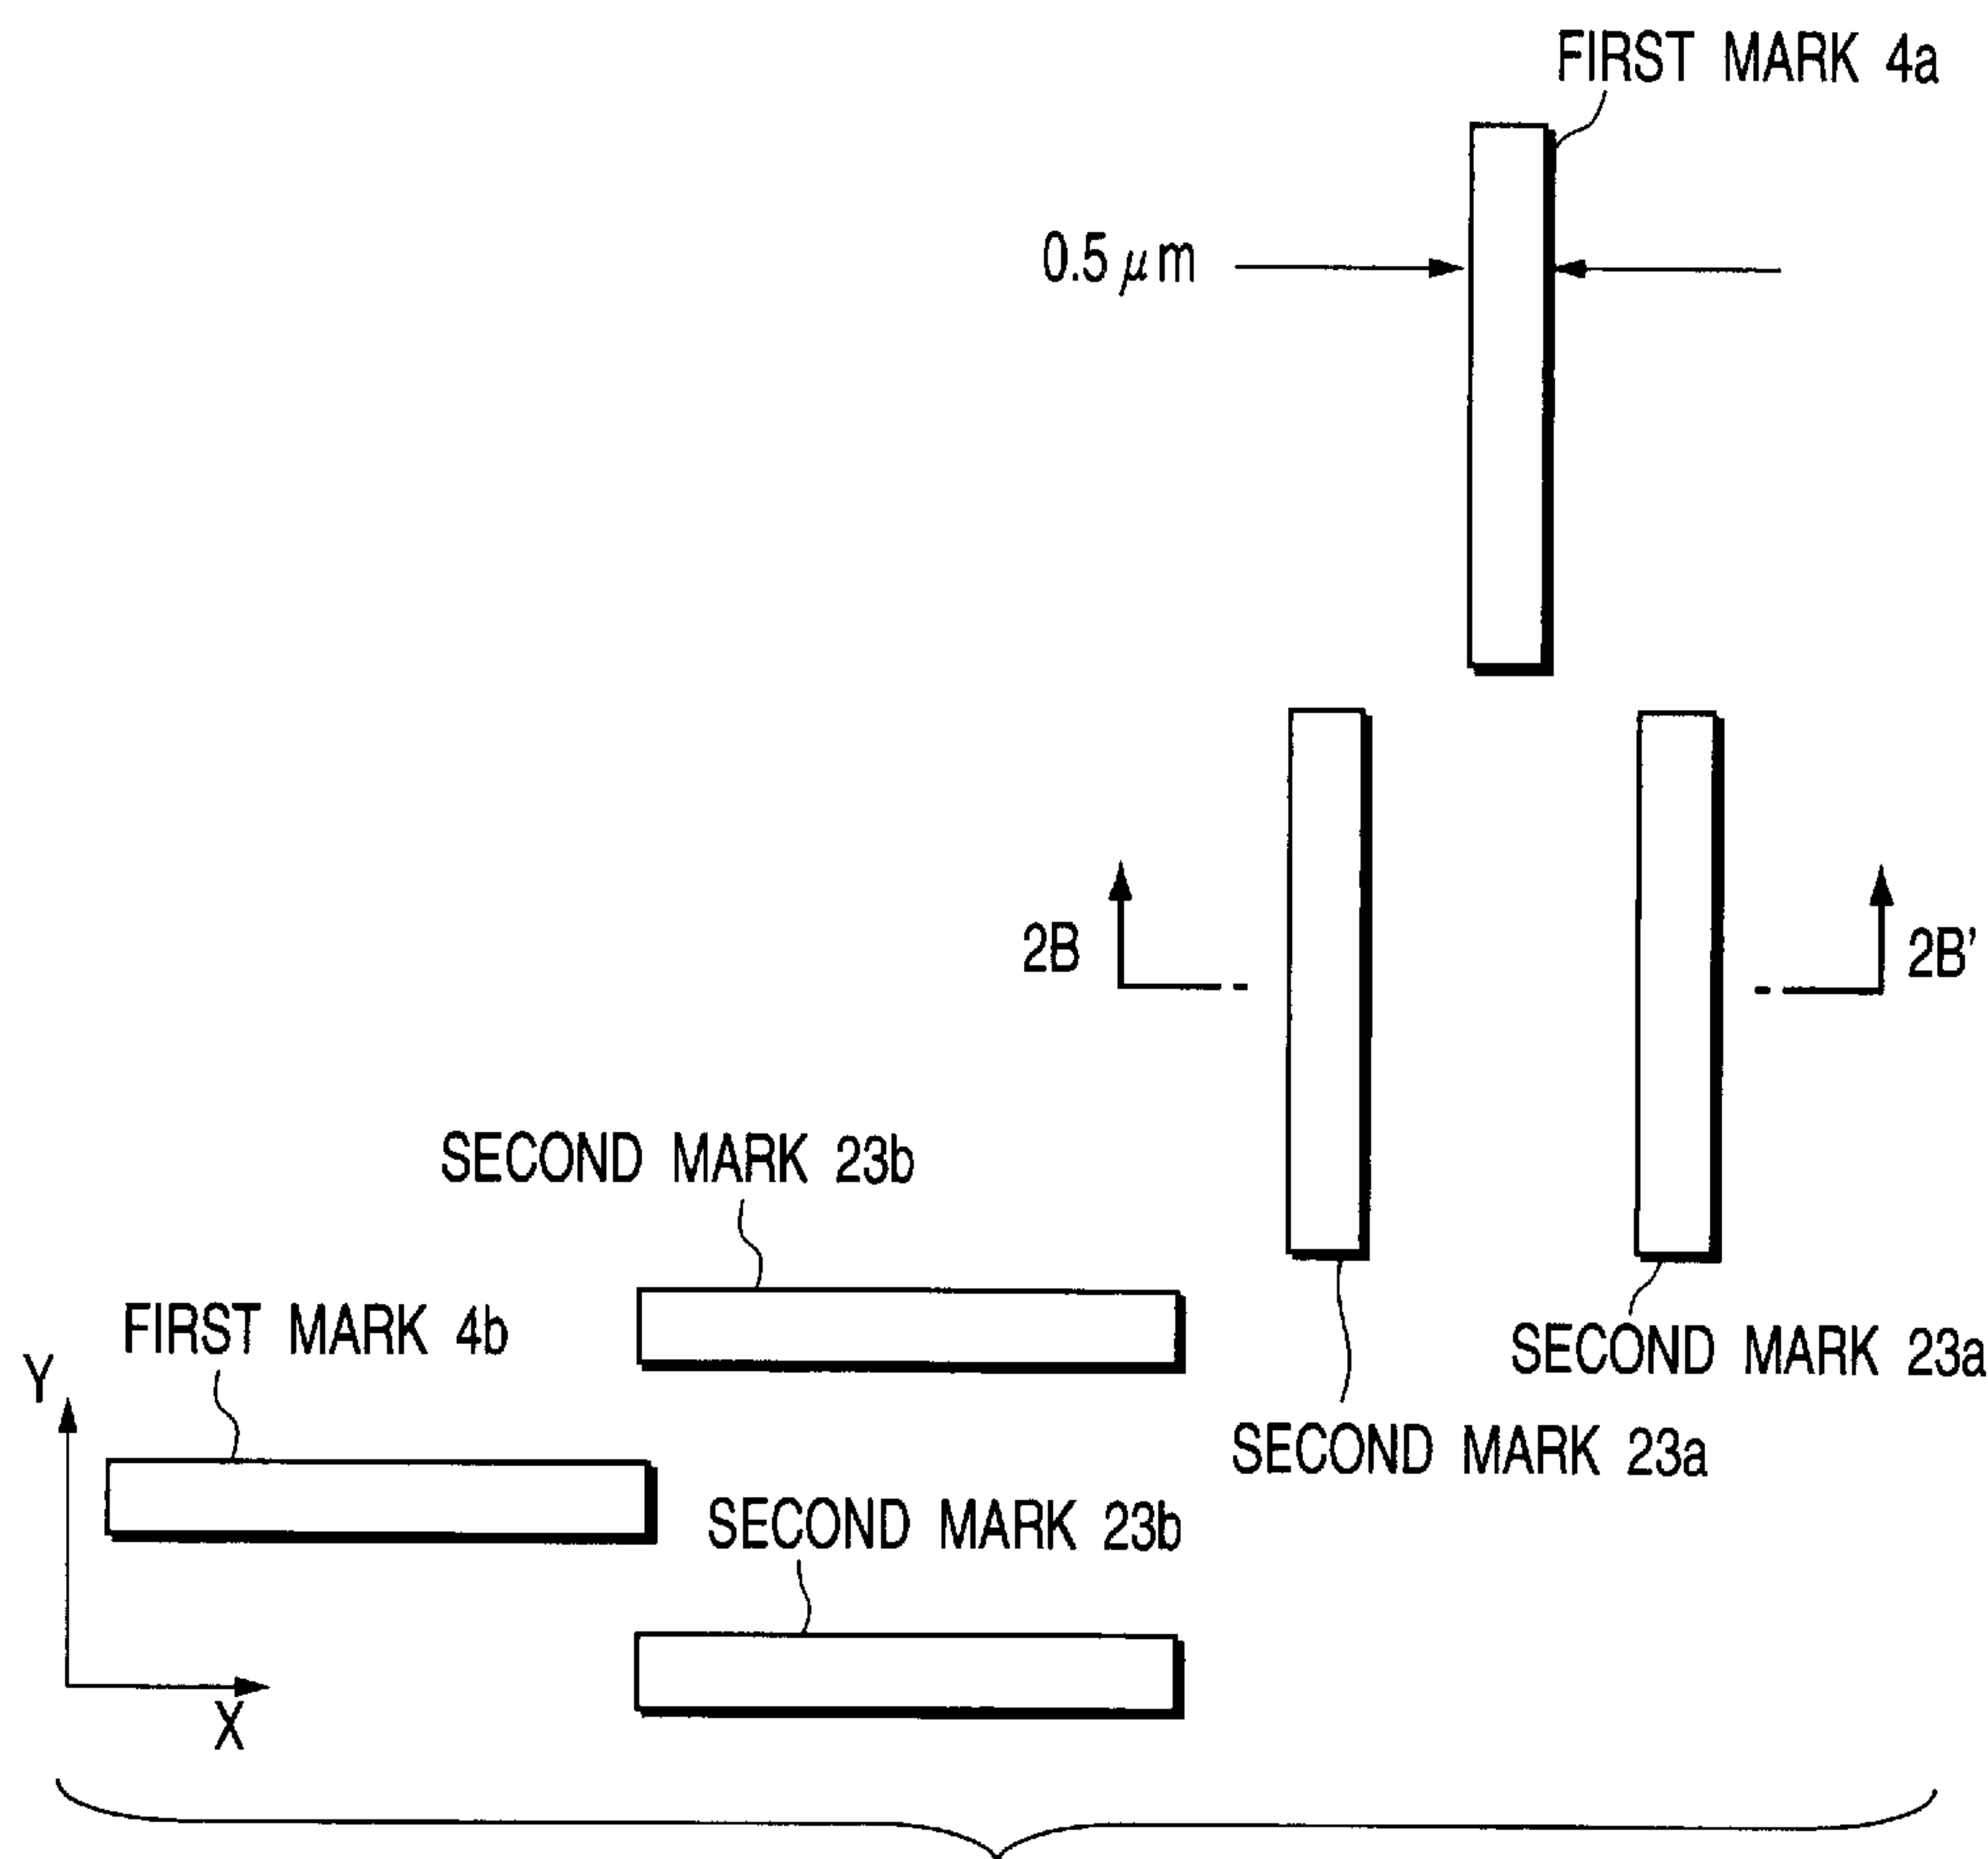 FIRST MARK 4a
0.5 μm
2B
2B'
SECOND MARK 23b
FIRST MARK 4b
SECOND MARK 23a
Y
SECOND MARK 23a
SECOND MARK 23b
X